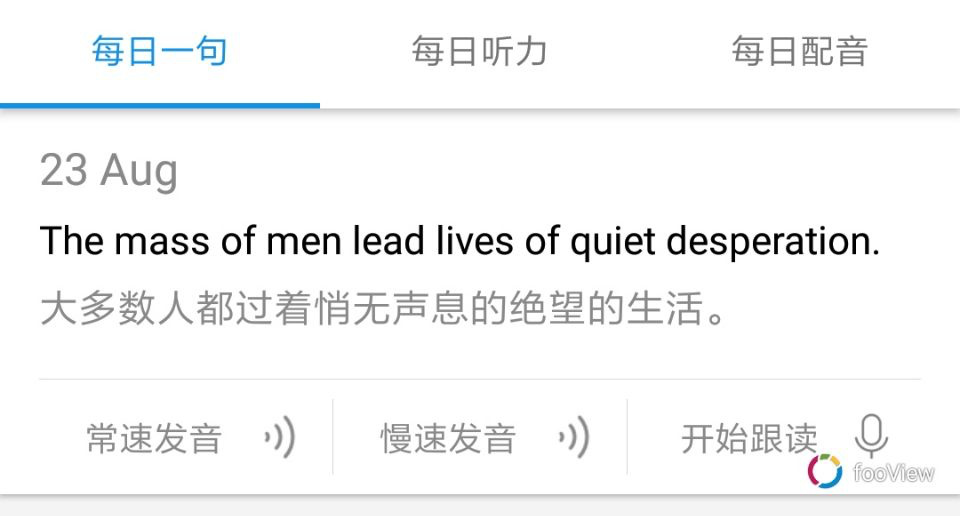 每日一句 每日听力 每日配音
23 Aug
The mass of men lead lives of quiet desperation.
大多数人都过着悄无声息的绝望的生活。
常速发音 慢速发音 开始跟读
fooView